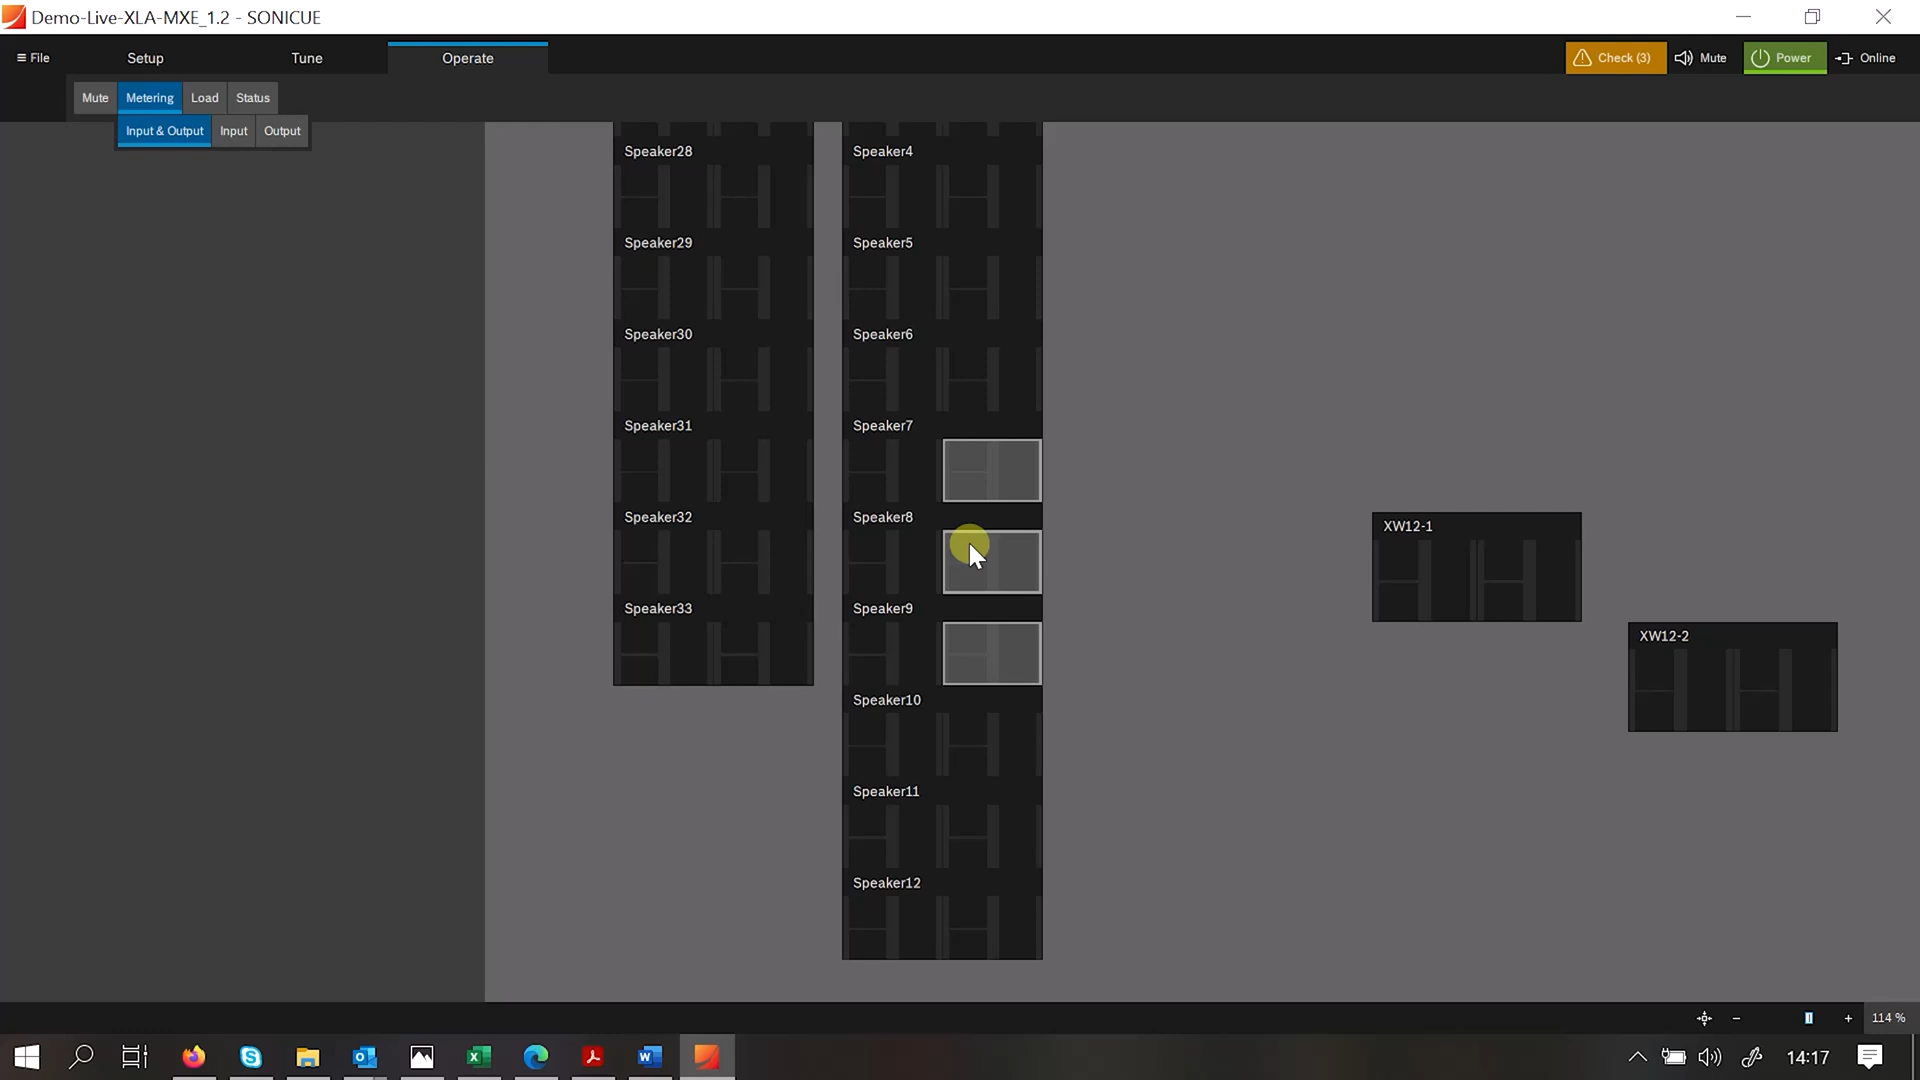 Demo-Live-XLA-MXE_1.2 - SONICUE
≡ File
Setup
Tune
Operate
Check (3)
Mute
Power
Online
Mute
Metering
Load
Status
Input & Output
Input
Output
Speaker28
Speaker29
Speaker30
Speaker31
Speaker32
Speaker33
Speaker4
Speaker5
Speaker6
Speaker7
Speaker8
Speaker9
Speaker10
Speaker11
Speaker12
XW12-1
XW12-2
114 %
14:17